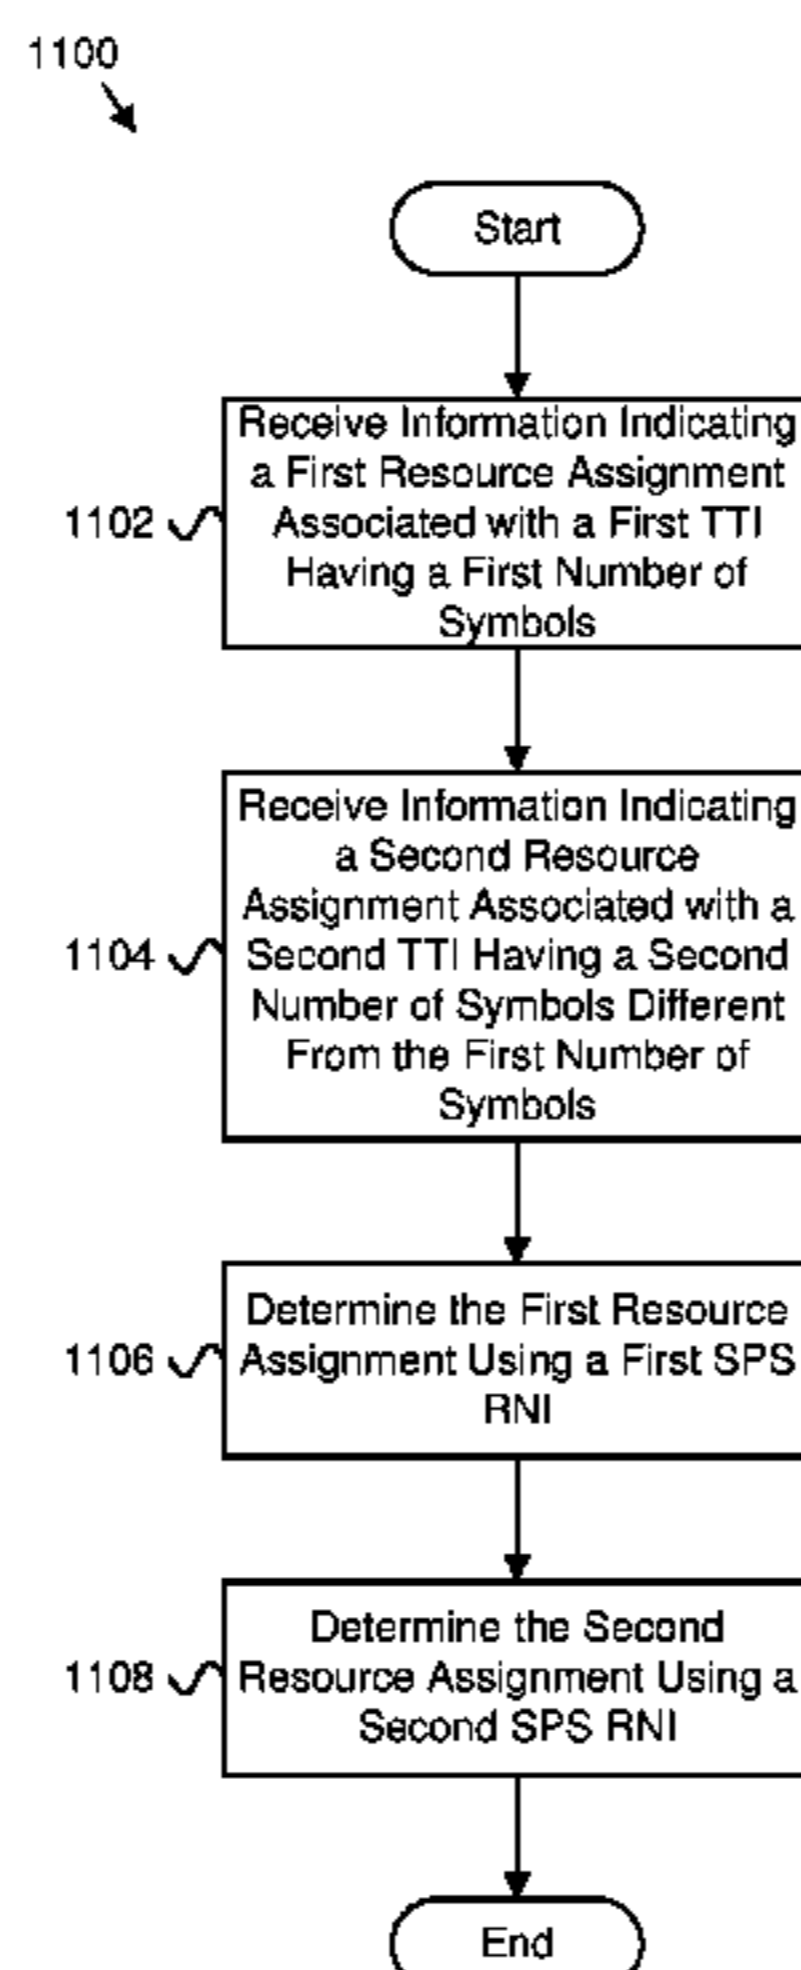 1100
Start
Receive Information Indicating
a First Resource Assignment
Associated with a First TTI
Having a First Number of
Symbols
1102
Receive Information Indicating
a Second Resource
Assignment Associated with a
Second TTI Having a Second
Number of Symbols Different
From the First Number of
Symbols
1104
Determine the First Resource
Assignment Using a First SPS
RNI
1106
Determine the Second
Resource Assignment Using a
Second SPS RNI
1108
End